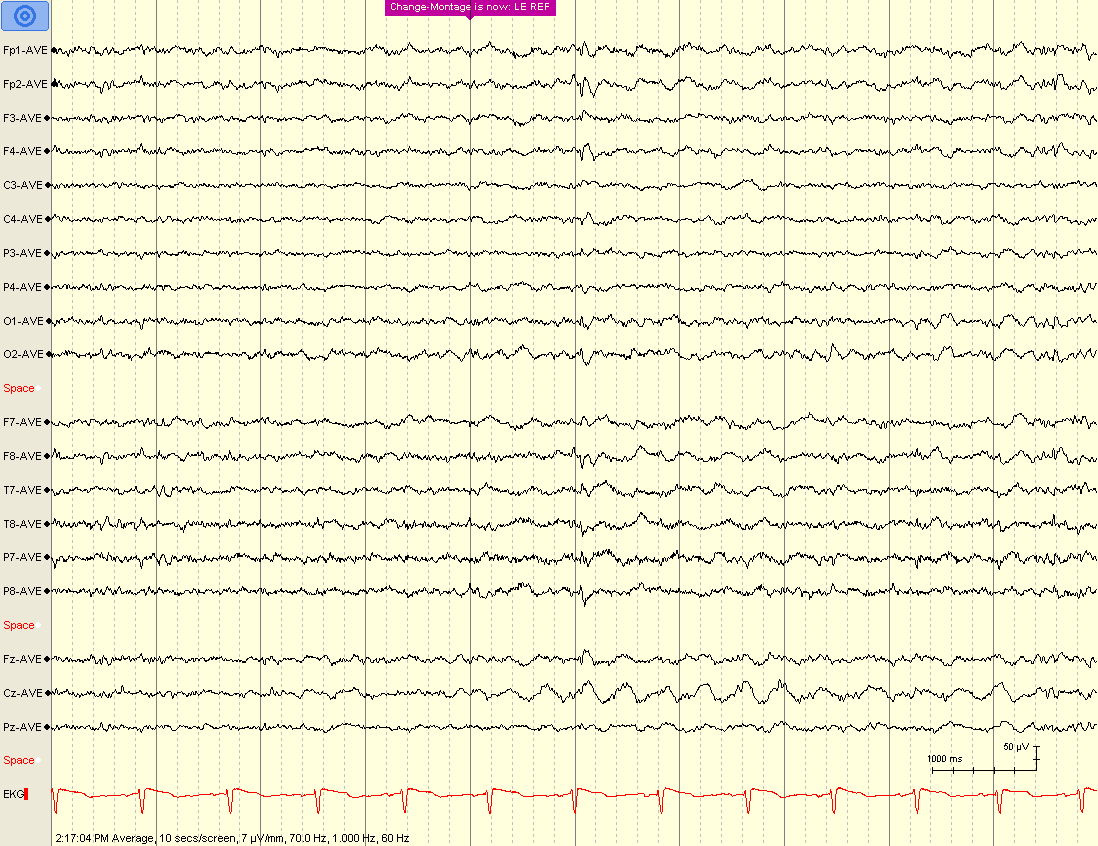 Change-Montage is now: LE REF
Fp1-AVE
Fp2-AVE
F3-AVE
F4-AVE
C3-AVE
C4-AVE
P3-AVE
P4-AVE
O1-AVE
O2-AVE
Space
F7-AVE
F8-AVE
T7-AVE
T8-AVE
P7-AVE
P8-AVE
Space
Fz-AVE
Cz-AVE
Pz-AVE
50 µV
1000 ms
Space
EKG
2:17:04 PM Average, 10 secs/screen, 7 µV/mm, 70.0 Hz, 1.000 Hz, 60 Hz